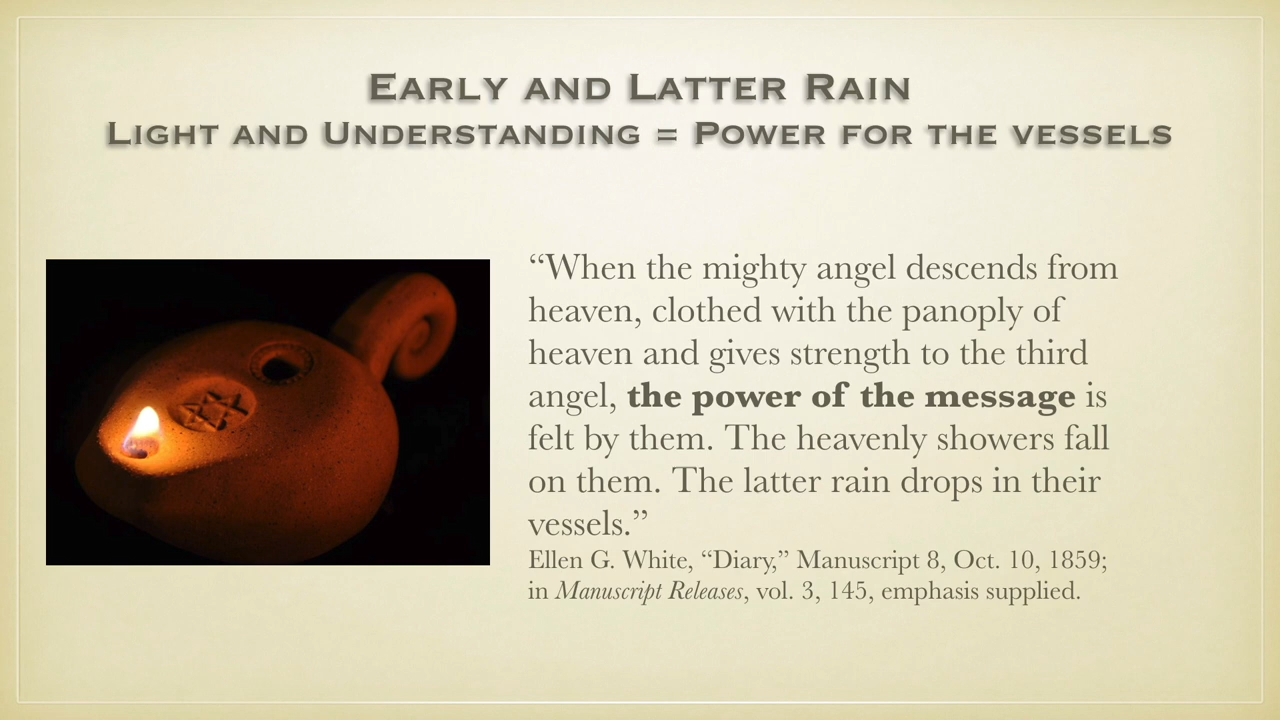 Early and Latter Rain
Light and Understanding = Power for the vessels
“When the mighty angel descends from
heaven, clothed with the panoply of
heaven and gives strength to the third
angel, the power of the message is
felt by them. The heavenly showers fall
on them. The latter rain drops in their
vessels.”
Ellen G. White, “Diary,” Manuscript 8, Oct. 10, 1859;
in Manuscript Releases, vol. 3, 145, emphasis supplied.